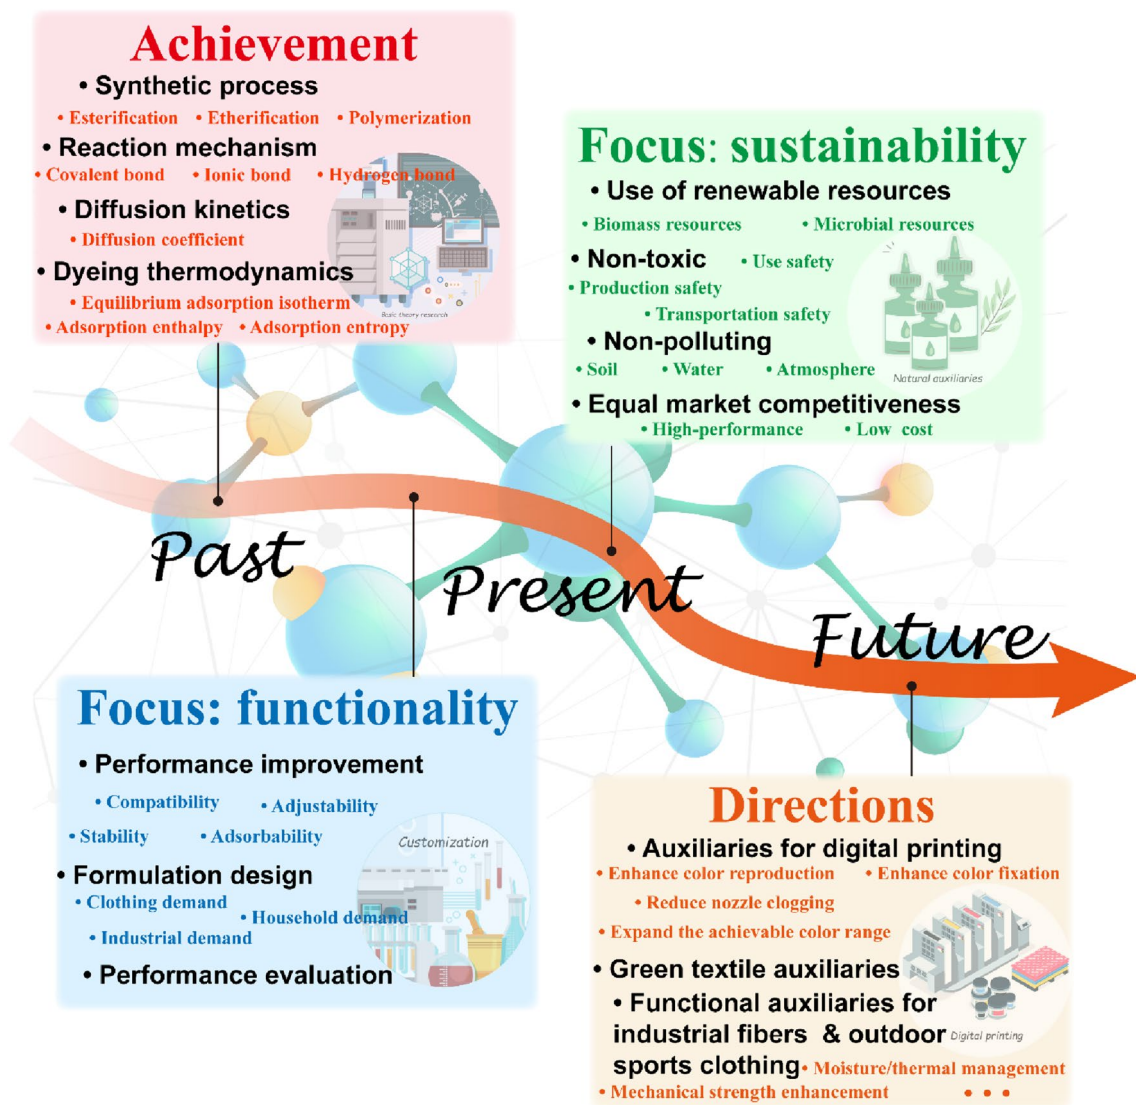 Achievement
• Synthetic process
• Esterification • Etherification • Polymerization
• Reaction mechanism
• Covalent bond • Ionic bond • Hydrogen bond
• Diffusion kinetics
• Diffusion coefficient
• Dyeing thermodynamics
• Equilibrium adsorption isotherm
Basic theory research
• Adsorption enthalpy • Adsorption entropy
Focus: sustainability
• Use of renewable resources
• Biomass resources • Microbial resources
• Non-toxic • Use safety
• Production safety
• Transportation safety
• Non-polluting
• Soil • Water • Atmosphere
Natural auxiliaries
• Equal market competitiveness
• High-performance • Low cost
Past
Present
Future
Focus: functionality
• Performance improvement
• Compatibility • Adjustability
• Stability • Adsorbability
Customization
• Formulation design
• Clothing demand
• Household demand
• Industrial demand
• Performance evaluation
Directions
• Auxiliaries for digital printing
• Enhance color reproduction • Enhance color fixation
• Reduce nozzle clogging
• Expand the achievable color range
• Green textile auxiliaries
• Functional auxiliaries for
industrial fibers & outdoor
Digital printing
sports clothing • Moisture/thermal management
• Mechanical strength enhancement • • •